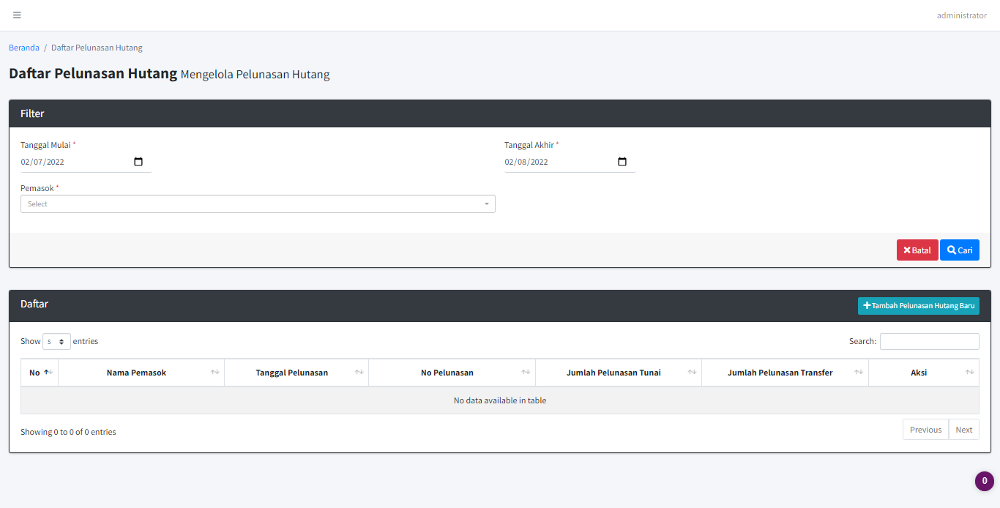 administrator
Beranda / Daftar Pelunasan Hutang
Daftar Pelunasan Hutang Mengelola Pelunasan Hutang
Filter
Tanggal Mulai * Tanggal Akhir *
02/07/2022 02/08/2022
Pemasok *
Select
Batal Cari
Daftar Tambah Pelunasan Hutang Baru
Show 5 entries Search:
No Nama Pemasok Tanggal Pelunasan No Pelunasan Jumlah Pelunasan Tunai Jumlah Pelunasan Transfer Aksi
No data available in table
Showing 0 to 0 of 0 entries Previous Next
0